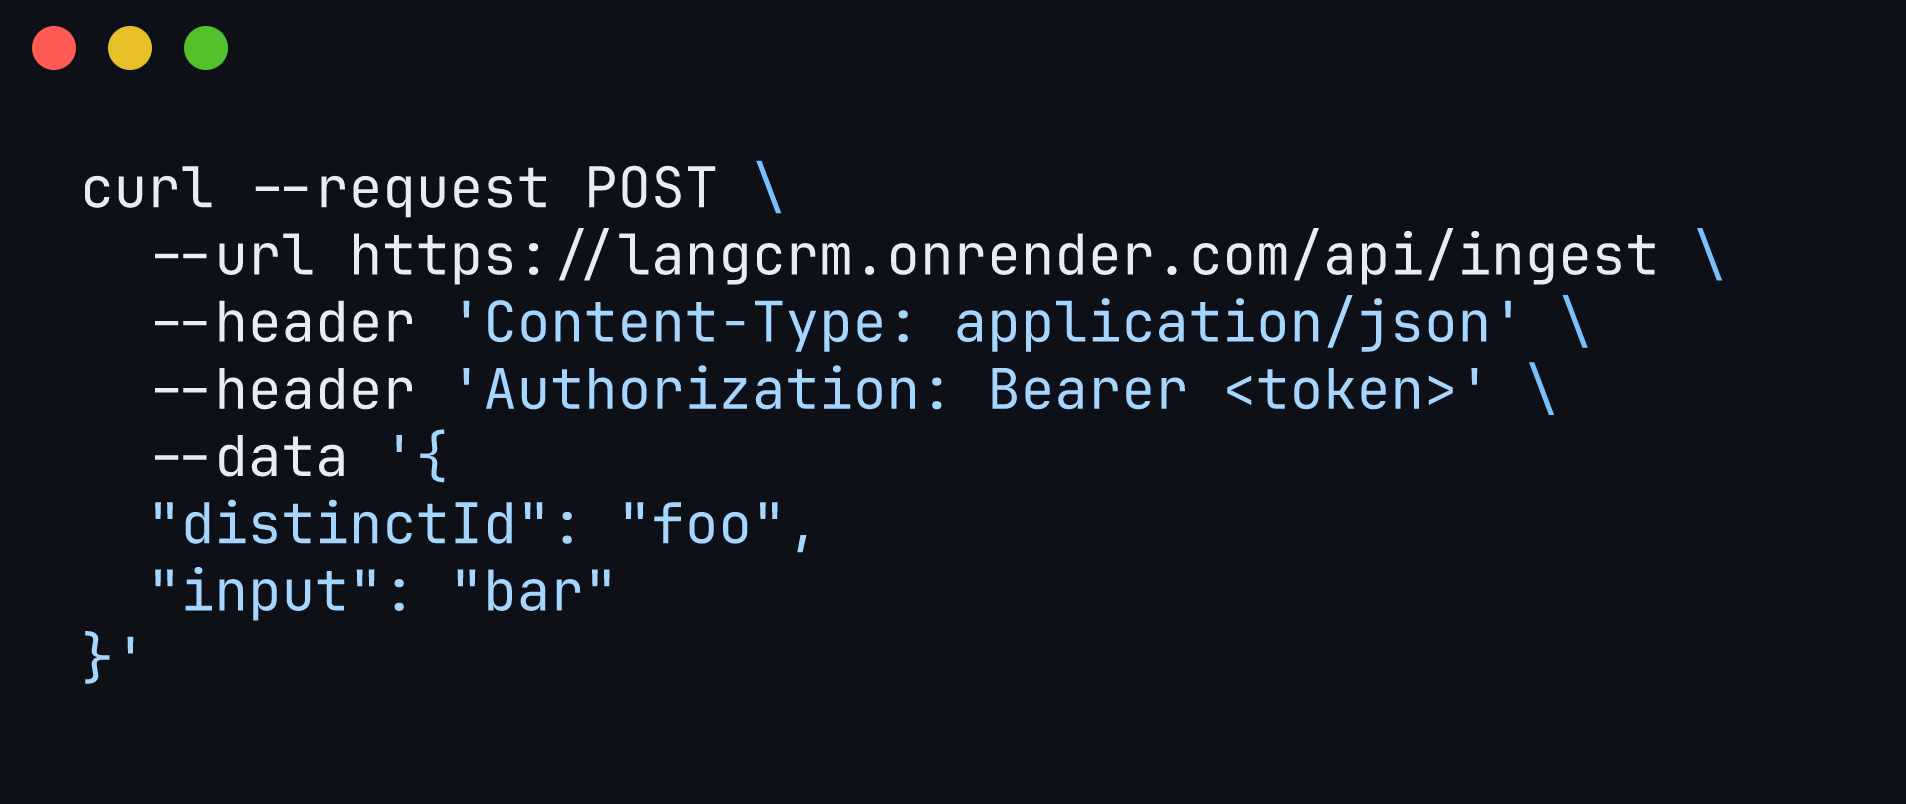 curl --request POST \
  --url https://langcrm.onrender.com/api/ingest \
  --header 'Content-Type: application/json' \
  --header 'Authorization: Bearer <token>' \
  --data '{
  "distinctId": "foo",
  "input": "bar"
}'